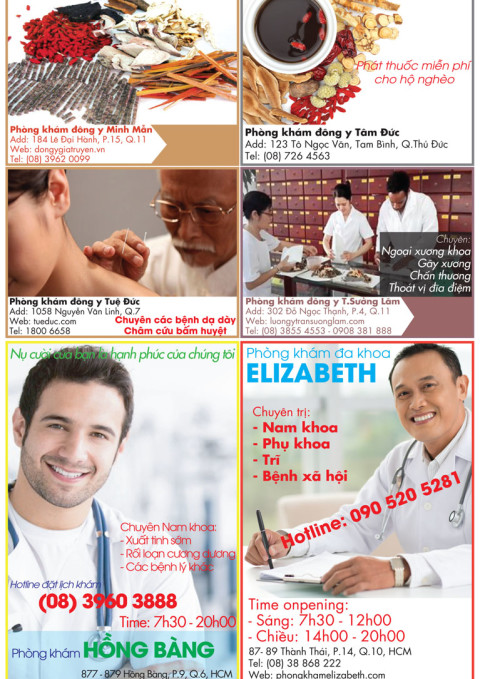 Phòng khám đông y Minh Mẫn
Add: 184 Lê Đại Hành, P.15, Q.11
Web: dongygiatruyen.vn
Tel: (08) 3962 0099
Phát thuốc miễn phí
cho hộ nghèo
Phòng khám đông y Tâm Đức
Add: 123 Tô Ngọc Vân, Tam Bình, Q.Thủ Đức
Tel: (08) 726 4563
Phòng khám đông y Tuệ Đức
Add: 1058 Nguyễn Văn Linh, Q.7
Web: tueduc.com
Tel: 1800 6658
Chuyên các bệnh dạ dày
Châm cứu bấm huyệt
Chuyên:
Ngoại xương khoa
Gãy xương
Chấn thương
Thoát vị đĩa điệm
Phòng khám đông y T.Sường Lâm
Add: 302 Đỗ Ngọc Thạnh, P.4, Q.11
Web: luongytransuonglam.com
Tel: (08) 3855 4553 - 0908 381 888
Nụ cười của bạn là hạnh phúc của chúng tôi
Chuyên Nam khoa:
- Xuất tinh sớm
- Rối loạn cương dương
- Các bệnh lý khác
Hotline đặt lịch khám
(08) 3960 3888
Time: 7h30 - 20h00
Phòng khám HỒNG BÀNG
877 - 879 Hồng Bàng, P.9, Q.6, HCM
Phòng khám đa khoa
ELIZABETH
Chuyên trị:
- Nam khoa
- Phụ khoa
- Trĩ
- Bệnh xã hội
Hotline: 090 520 5281
Time onpening:
- Sáng: 7h30 - 12h00
- Chiều: 14h00 - 20h00
87- 89 Thành Thái, P.14, Q.10, HCM
Tel: (08) 38 868 222
Web: phongkhamelizabeth.com